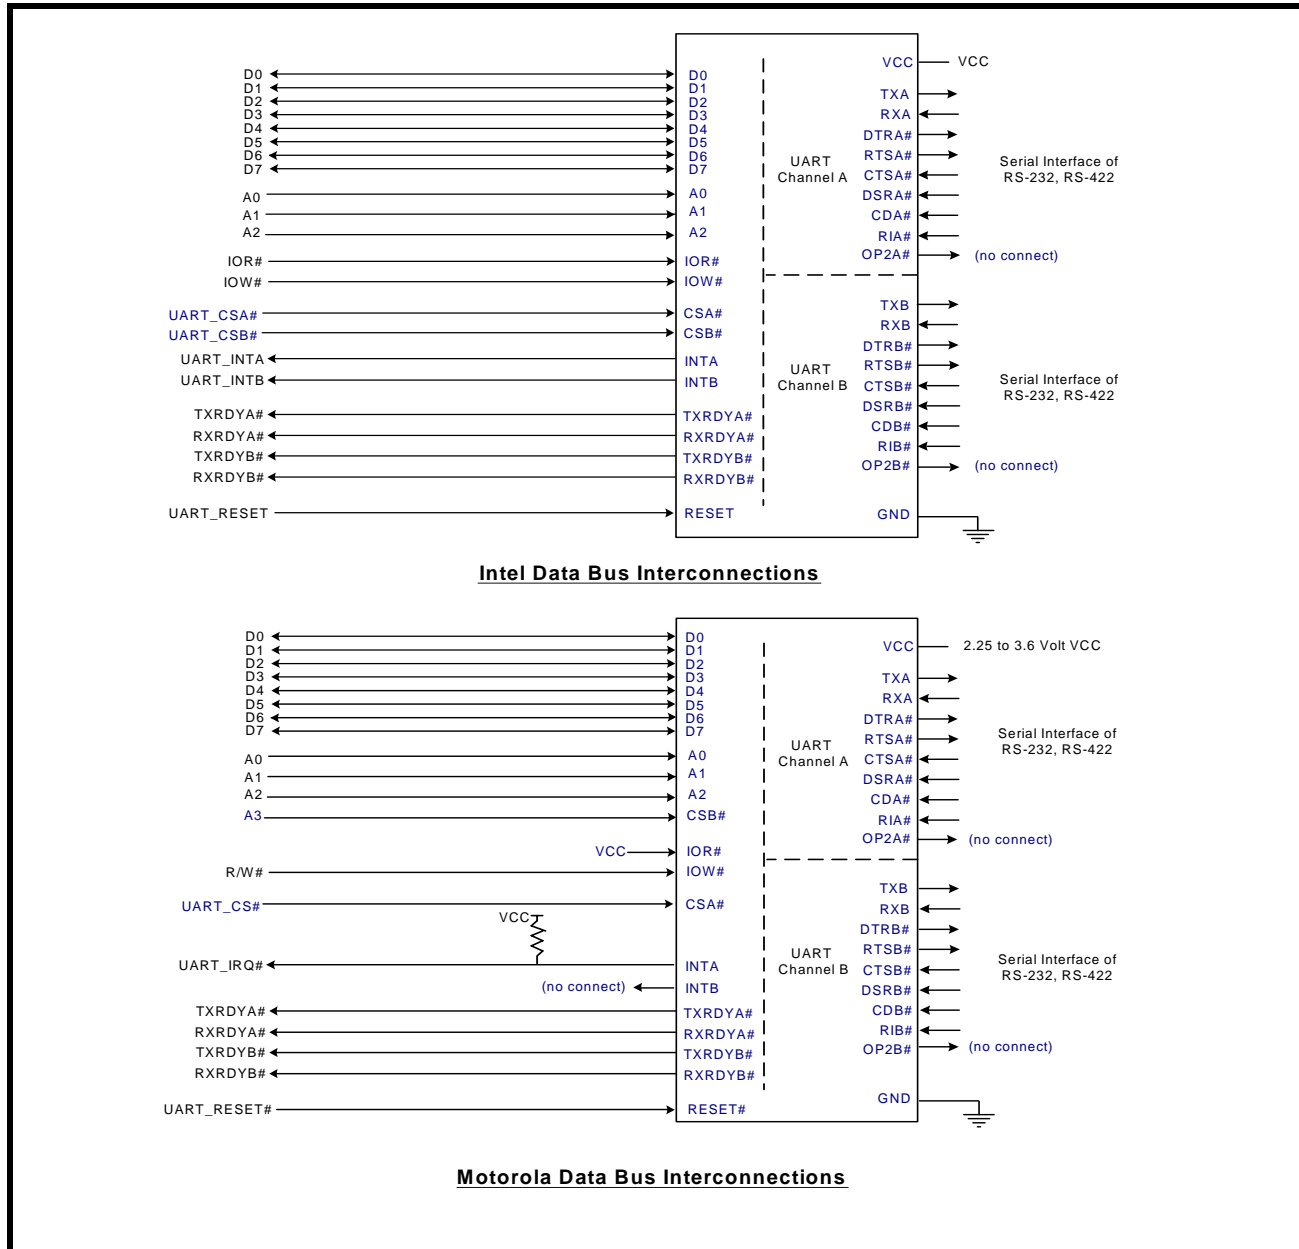 D0 D0
D1 D1
D2 D2
D3 D3
D4 D4
D5 D5
D6 D6
D7 D7
A0 A0
A1 A1
A2 A2
IOR# IOR#
IOW# IOW#
UART_CSA# CSA#
UART_CSB# CSB#
UART_INTA INTA
UART_INTB INTB
TXRDYA# TXRDYA#
RXRDYA# RXRDYA#
TXRDYB# TXRDYB#
RXRDYB# RXRDYB#
UART_RESET RESET
UART
Channel A
UART
Channel B
VCC VCC
TXA
RXA
DTRA#
RTSA#
CTSA#
DSRA#
CDA#
RIA#
OP2A# (no connect)
Serial Interface of
RS-232, RS-422
TXB
RXB
DTRB#
RTSB#
CTSB#
DSRB#
CDB#
RIB#
OP2B# (no connect)
Serial Interface of
RS-232, RS-422
GND
Intel Data Bus Interconnections
D0 D0
D1 D1
D2 D2
D3 D3
D4 D4
D5 D5
D6 D6
D7 D7
A0 A0
A1 A1
A2 A2
A3 CSB#
VCC IOR#
R/W# IOW#
UART_CS# CSA#
VCC
UART_IRQ# INTA
(no connect) INTB
TXRDYA# TXRDYA#
RXRDYA# RXRDYA#
TXRDYB# TXRDYB#
RXRDYB# RXRDYB#
UART_RESET# RESET#
UART
Channel A
UART
Channel B
VCC 2.25 to 3.6 Volt VCC
TXA
RXA
DTRA#
RTSA#
CTSA#
DSRA#
CDA#
RIA#
OP2A# (no connect)
Serial Interface of
RS-232, RS-422
TXB
RXB
DTRB#
RTSB#
CTSB#
DSRB#
CDB#
RIB#
OP2B# (no connect)
Serial Interface of
RS-232, RS-422
GND
Motorola Data Bus Interconnections